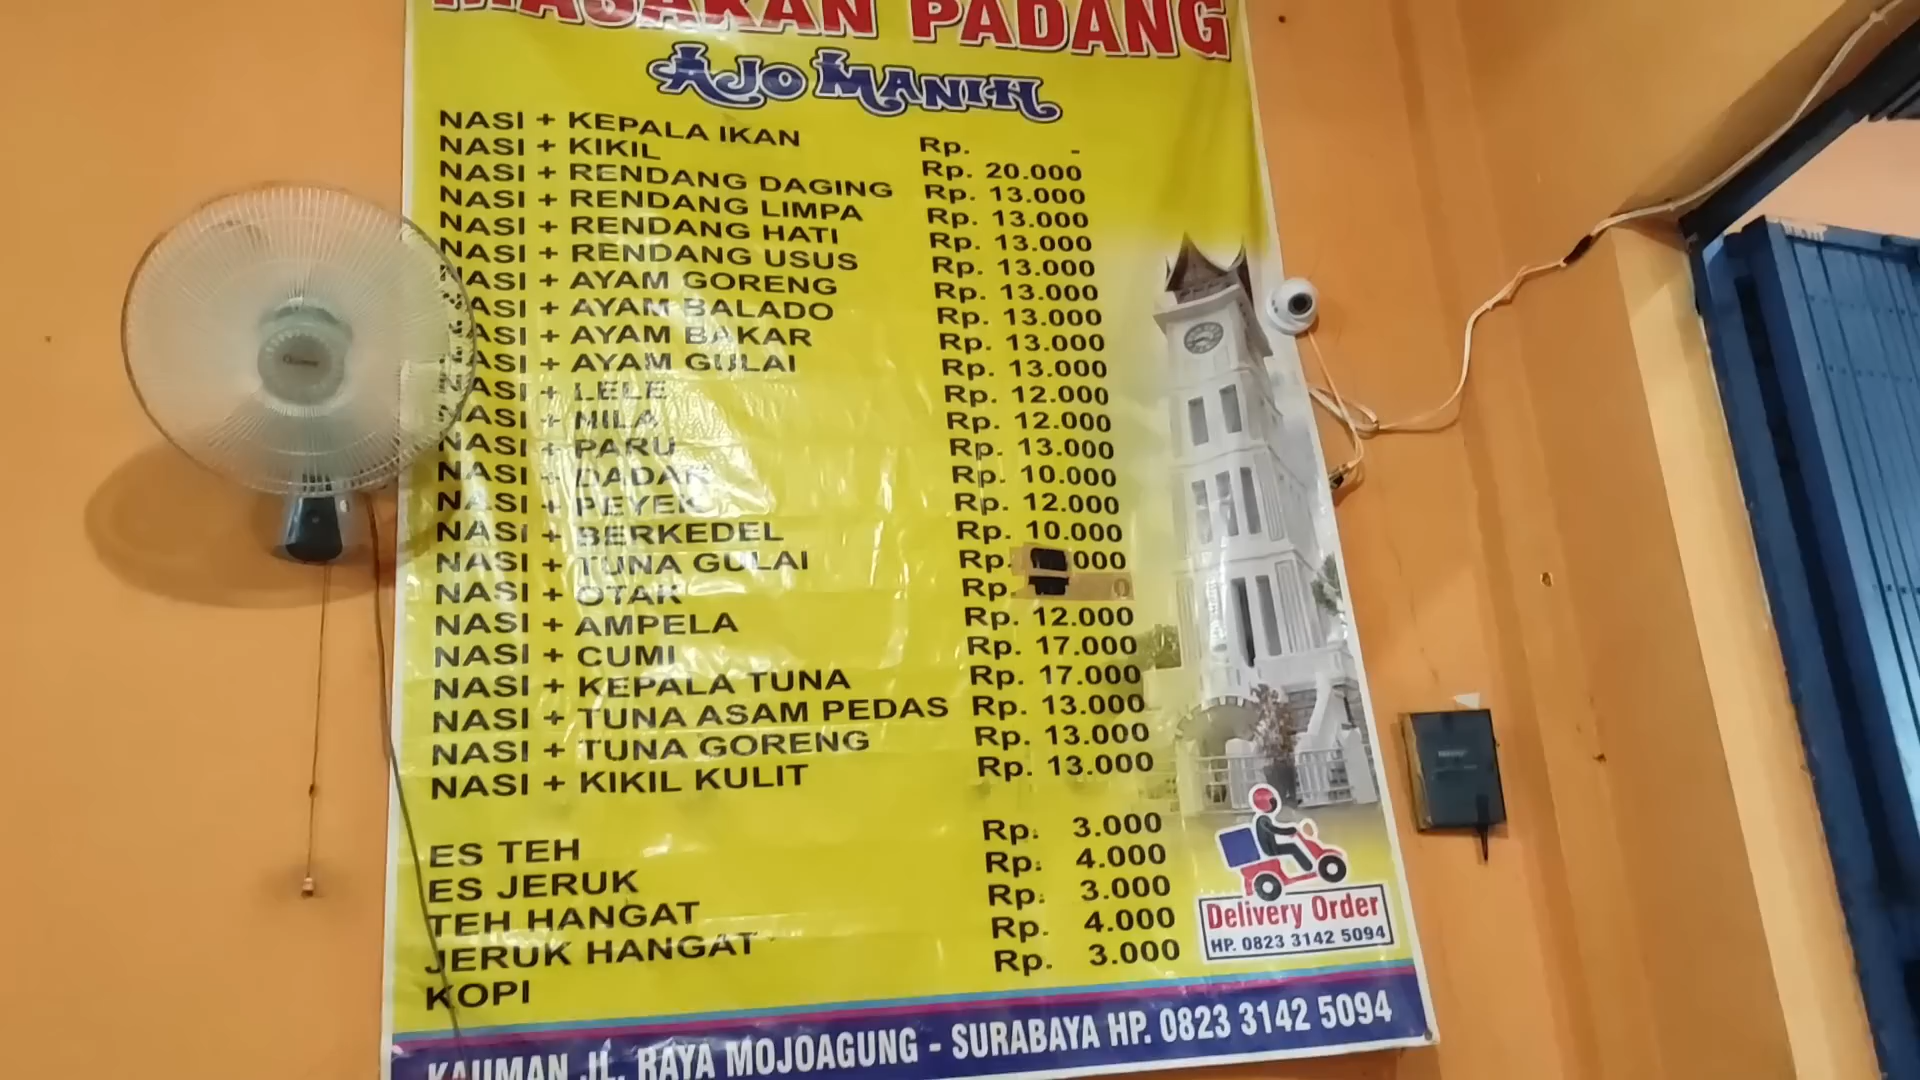 MASAKAN PADANG
AJO MANIH
NASI + KEPALA IKAN Rp. -
NASI + KIKIL Rp. 20.000
NASI + RENDANG DAGING Rp. 13.000
NASI + RENDANG LIMPA Rp. 13.000
NASI + RENDANG HATI Rp. 13.000
NASI + RENDANG USUS Rp. 13.000
NASI + AYAM GORENG Rp. 13.000
NASI + AYAM BALADO Rp. 13.000
NASI + AYAM BAKAR Rp. 13.000
NASI + AYAM GULAI Rp. 13.000
NASI + LELE Rp. 12.000
NASI + NILA Rp. 12.000
NASI + PARU Rp. 13.000
NASI + DADAR Rp. 10.000
NASI + PEYEK Rp. 12.000
NASI + BERKEDEL Rp. 10.000
NASI + TUNA GULAI Rp. 000
NASI + OTAK Rp. 0
NASI + AMPELA Rp. 12.000
NASI + CUMI Rp. 17.000
NASI + KEPALA TUNA Rp. 17.000
NASI + TUNA ASAM PEDAS Rp. 13.000
NASI + TUNA GORENG Rp. 13.000
NASI + KIKIL KULIT Rp. 13.000
ES TEH Rp. 3.000
ES JERUK Rp. 4.000
TEH HANGAT Rp. 3.000
JERUK HANGAT Rp. 4.000
KOPI Rp. 3.000
Delivery Order
HP. 0823 3142 5094
KAUMAN JL. RAYA MOJOAGUNG - SURABAYA HP. 0823 3142 5094